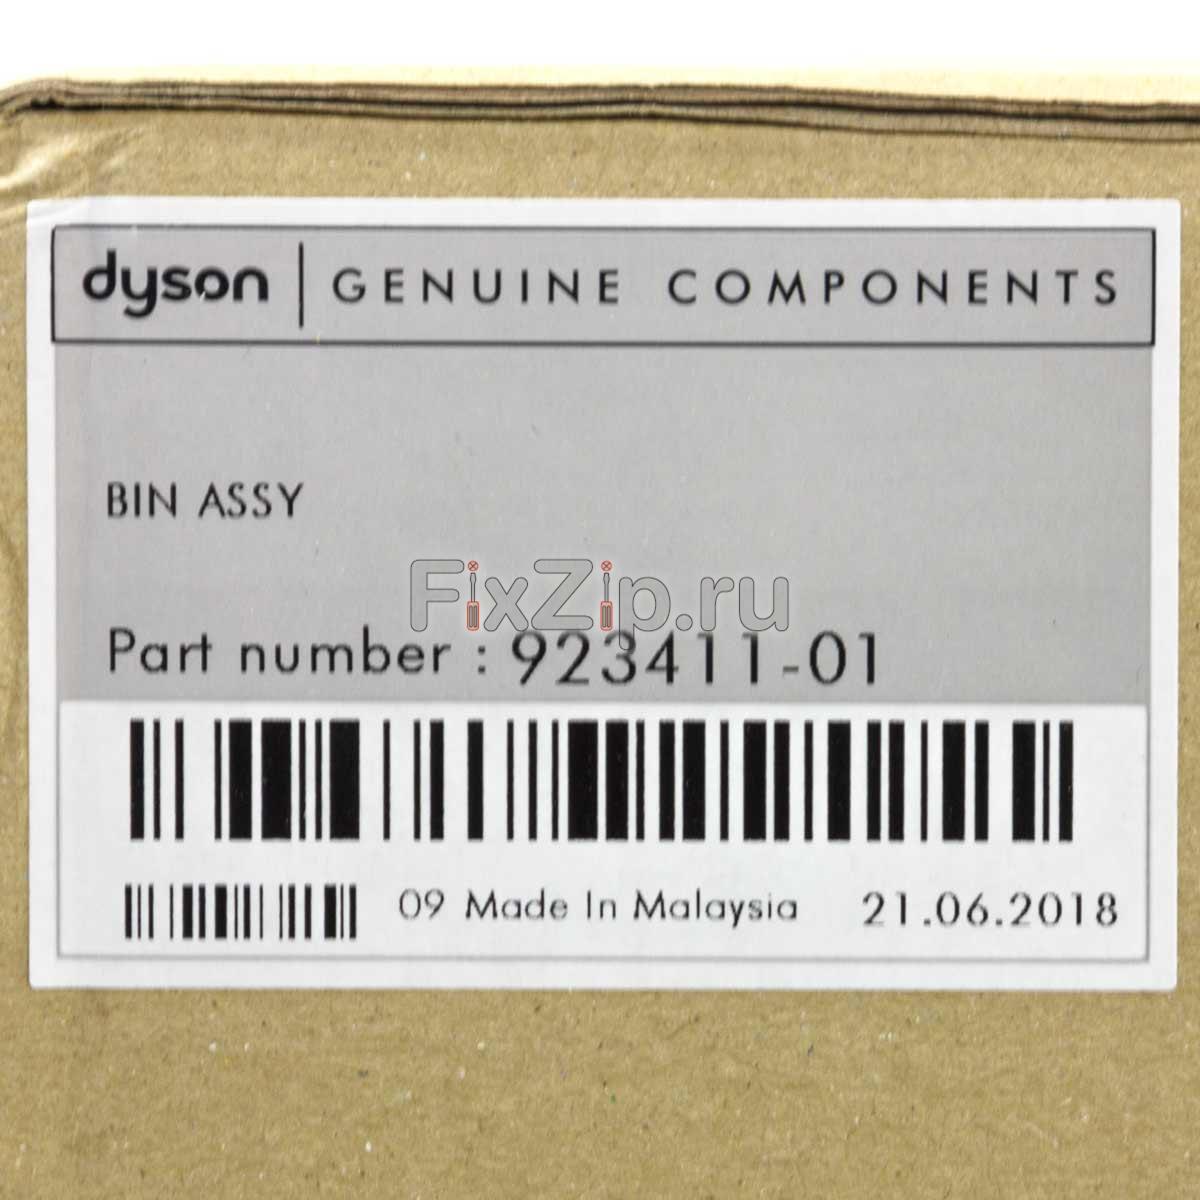 dyson GENUINE COMPONENTS
BIN ASSY
FixZip.ru
Part number : 923411-01
09 Made In Malaysia 21.06.2018